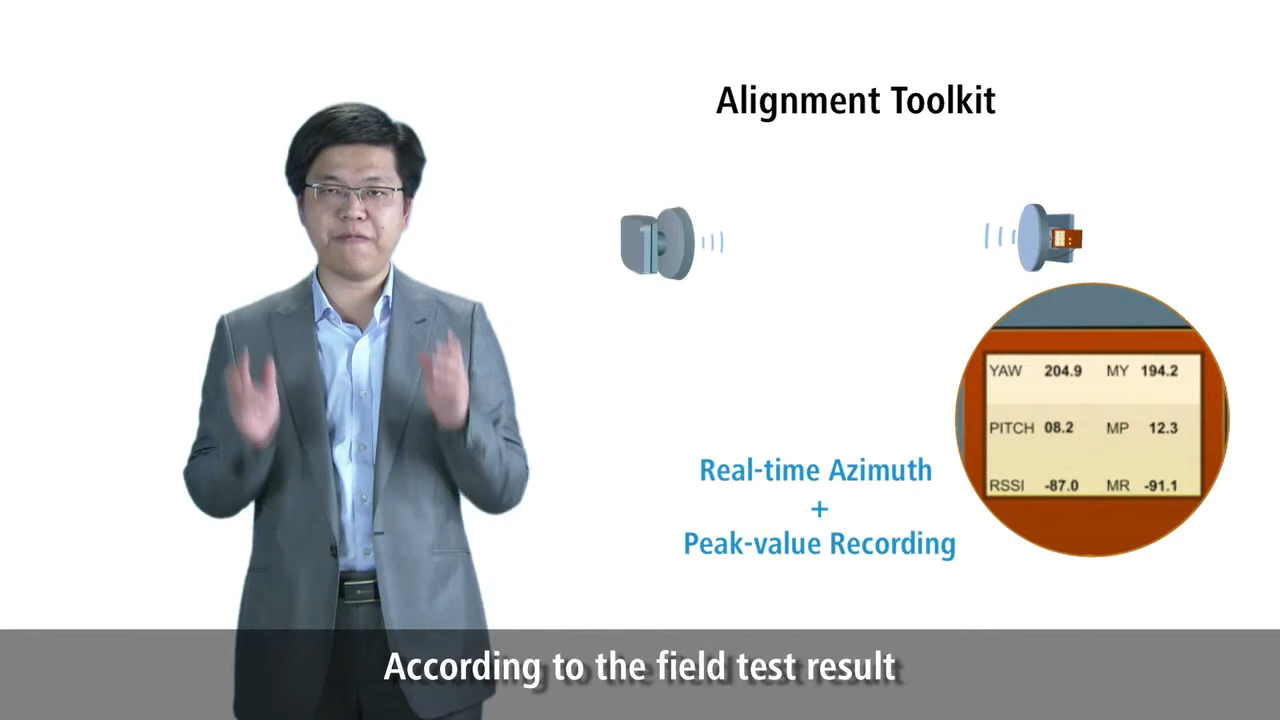 Alignment Toolkit
YAW 204.9 MY 194.2
PITCH 08.2 MP 12.3
RSSI -87.0 MR -91.1
Real-time Azimuth
+
Peak-value Recording
According to the field test result